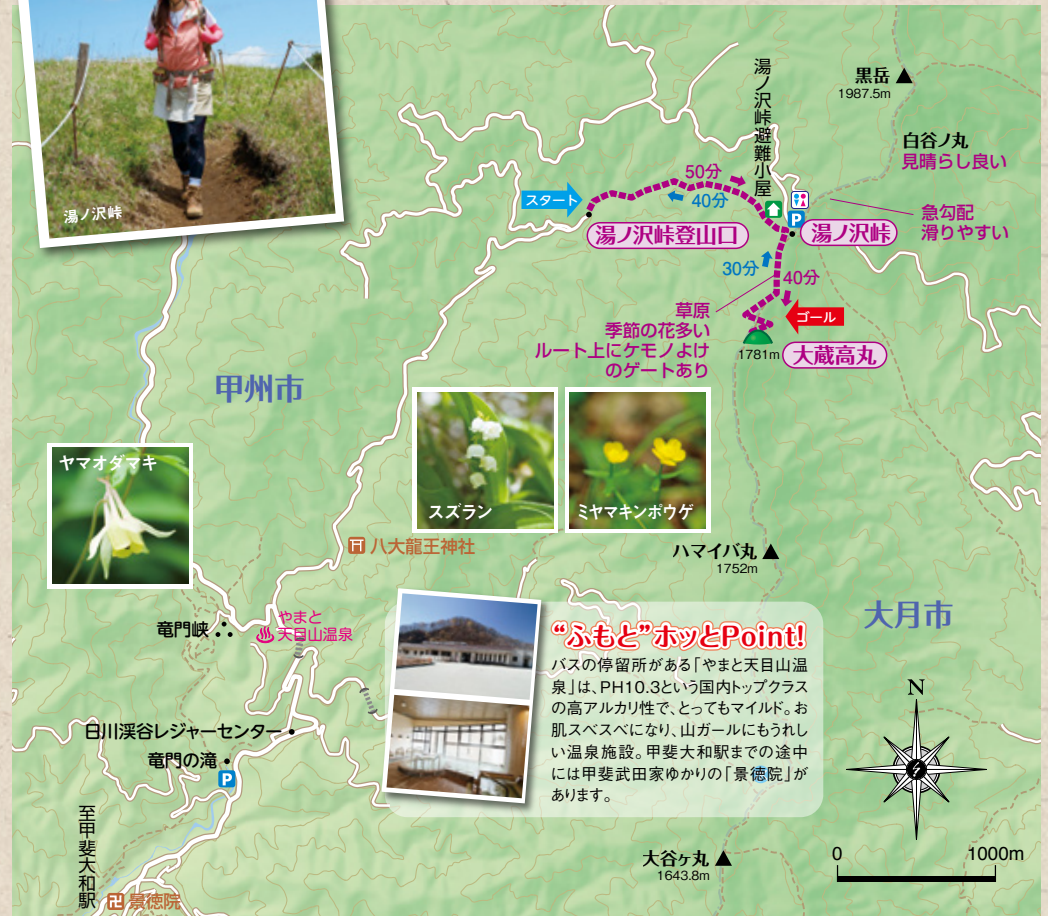 湯ノ沢峠
湯ノ沢峠避難小屋
黒岳
1987.5m
白谷ノ丸
見晴らし良い
スタート
50分
40分
湯ノ沢峠登山口
P
湯ノ沢峠
急勾配
滑りやすい
30分
40分
草原
季節の花多い
ルート上にケモノよけ
のゲートあり
ゴール
1781m
大蔵高丸
甲州市
ヤマオダマキ
スズラン
ミヤマキンポウゲ
八大龍王神社
ハマイバ丸
1752m
大月市
竜門峡
やまと
天目山温泉
“ふもと”ホッとPoint!
バスの停留所がある「やまと天目山温
泉」は、PH10.3という国内トップクラス
の高アルカリ性で、とってもマイルド。お
肌スベスベになり、山ガールにもうれし
い温泉施設。甲斐大和駅までの途中
には甲斐武田家ゆかりの「景徳院」が
あります。
N
日川渓谷レジャーセンター
竜門の滝
P
至甲斐大和駅
景徳院
大谷ヶ丸
1643.8m
0
1000m